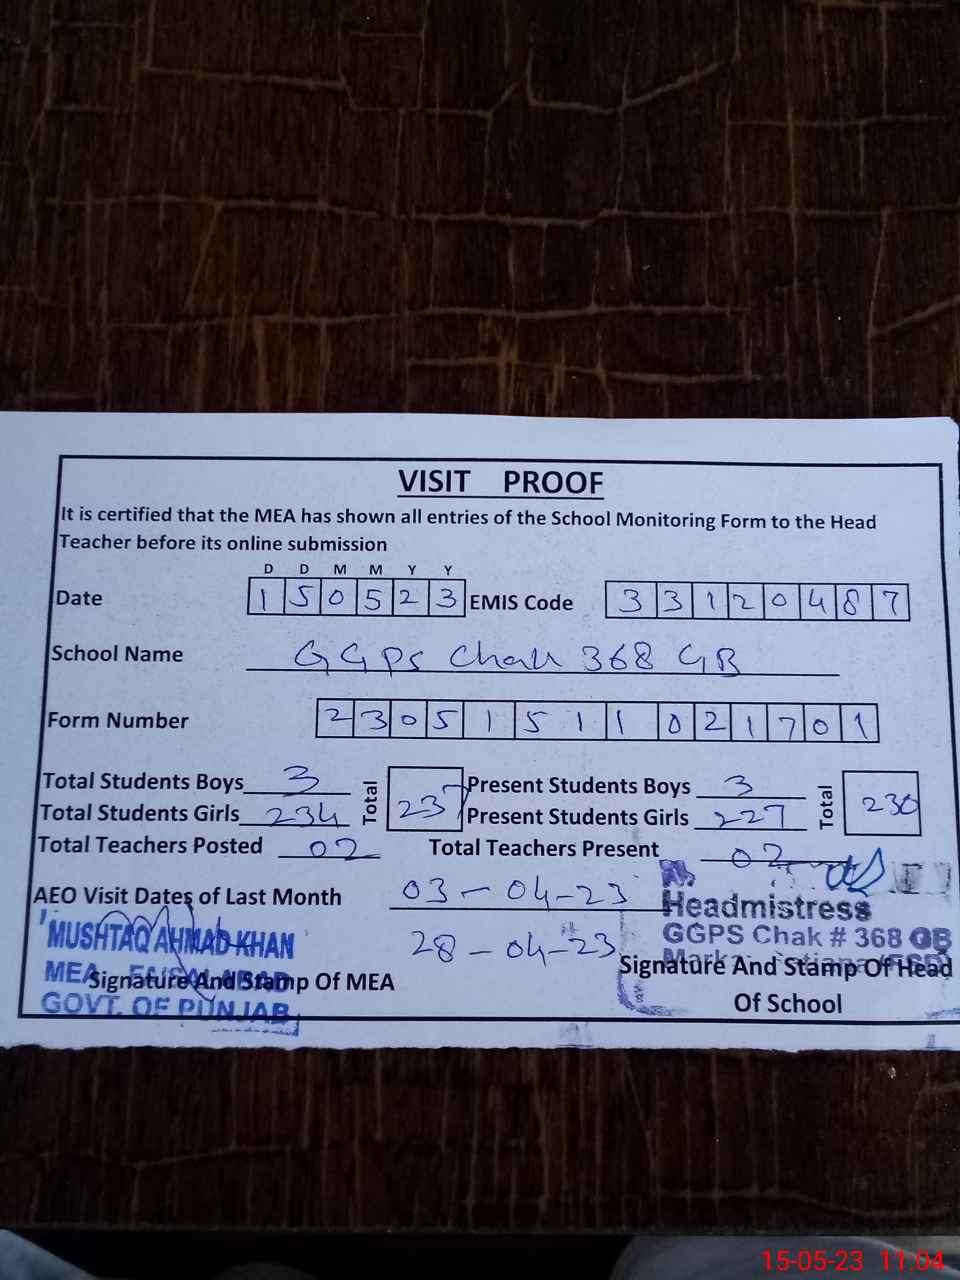 VISIT PROOF
It is certified that the MEA has shown all entries of the School Monitoring Form to the Head
Teacher before its online submission
D D M M Y Y
Date 1 5 0 5 2 3 EMIS Code 3 3 1 2 0 4 8 7
School Name GGPS Chak 368 GB
Form Number 2 3 0 5 1 5 1 1 0 2 1 7 0 1
Total Students Boys 3 Total 237 Present Students Boys 3 Total 230
Total Students Girls 234 Present Students Girls 227
Total Teachers Posted 02 Total Teachers Present 02
AEO Visit Dates of Last Month 03-04-23
28-04-23
MUSHTAQ AHMAD KHAN
MEA FAISALABAD
GOVT. OF PUNJAB
Signature And Stamp Of MEA
Headmistress
GGPS Chak # 368 GB
Signature And Stamp Of Head
Of School
15-05-23 11:04